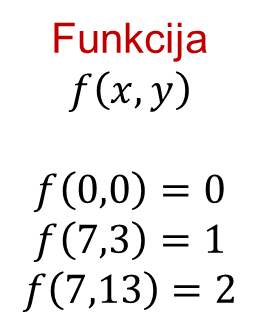 Funkcija
f(x, y)
f(0,0) = 0
f(7,3) = 1
f(7,13) = 2